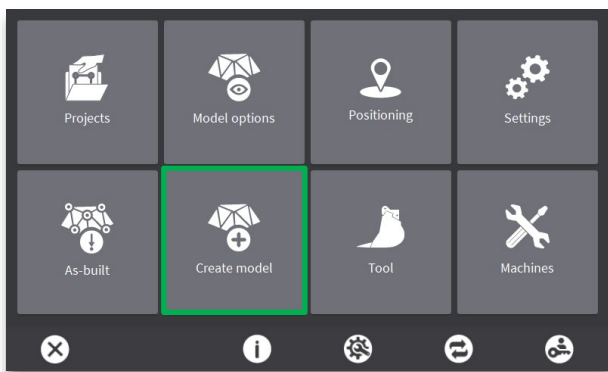 Projects
Model options
Positioning
Settings
As-built
Create model
Tool
Machines